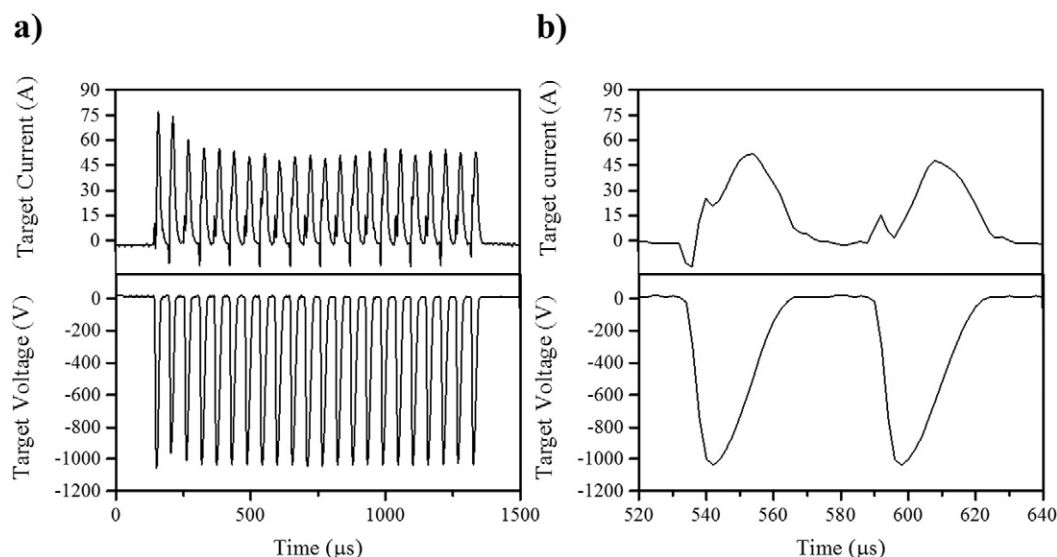 a)
90
75
60
45
30
15
0
Target Current (A)
0
-200
-400
-600
-800
-1000
-1200
Target Voltage (V)
0 500 1000 1500
Time (μs)
b)
90
75
60
45
30
15
0
Target current (A)
0
-200
-400
-600
-800
-1000
-1200
Target Voltage (V)
520 540 560 580 600 620 640
Time (μs)